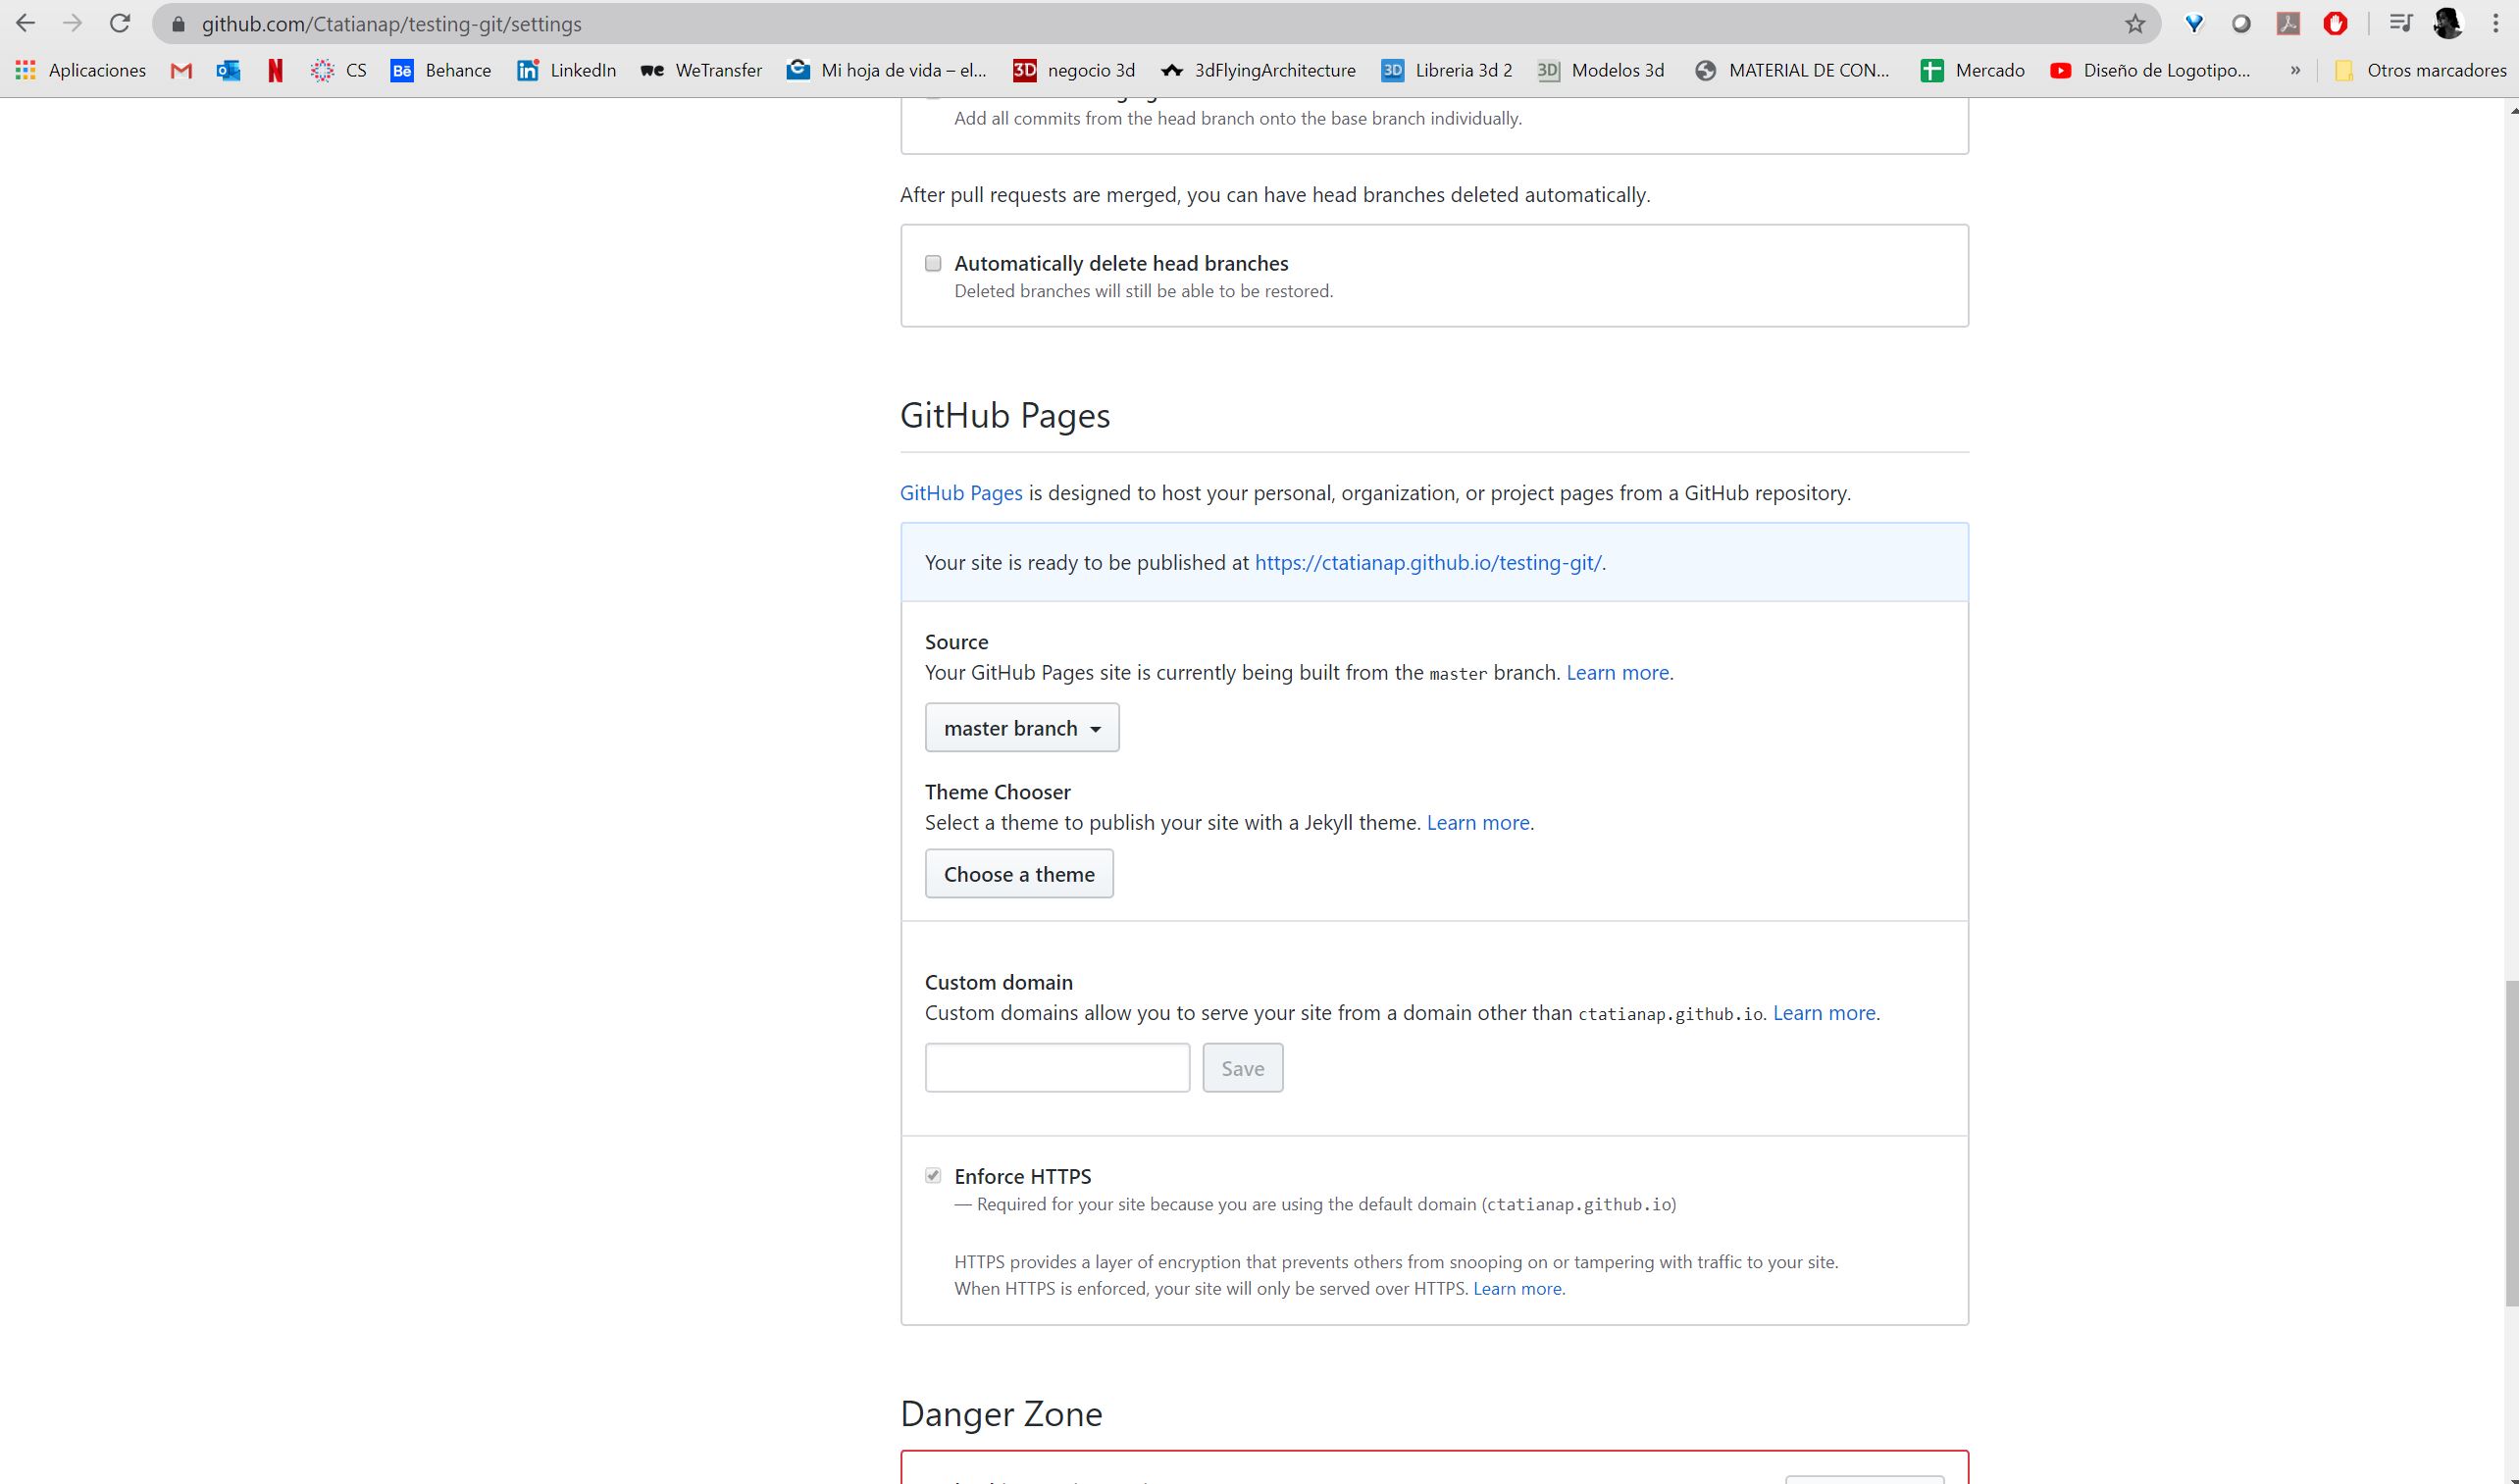 github.com/Ctatianap/testing-git/settings
Aplicaciones CS Bē Behance in LinkedIn we WeTransfer Mi hoja de vida – el... 3D negocio 3d 3dFlyingArchitecture 3D Libreria 3d 2 3D Modelos 3d MATERIAL DE CON... Mercado Diseño de Logotipo... » Otros marcadores
Add all commits from the head branch onto the base branch individually.
After pull requests are merged, you can have head branches deleted automatically.
Automatically delete head branches
Deleted branches will still be able to be restored.
GitHub Pages
GitHub Pages is designed to host your personal, organization, or project pages from a GitHub repository.
Your site is ready to be published at https://ctatianap.github.io/testing-git/.
Source
Your GitHub Pages site is currently being built from the master branch. Learn more.
master branch
Theme Chooser
Select a theme to publish your site with a Jekyll theme. Learn more.
Choose a theme
Custom domain
Custom domains allow you to serve your site from a domain other than ctatianap.github.io. Learn more.
Save
Enforce HTTPS
— Required for your site because you are using the default domain (ctatianap.github.io)
HTTPS provides a layer of encryption that prevents others from snooping on or tampering with traffic to your site.
When HTTPS is enforced, your site will only be served over HTTPS. Learn more.
Danger Zone